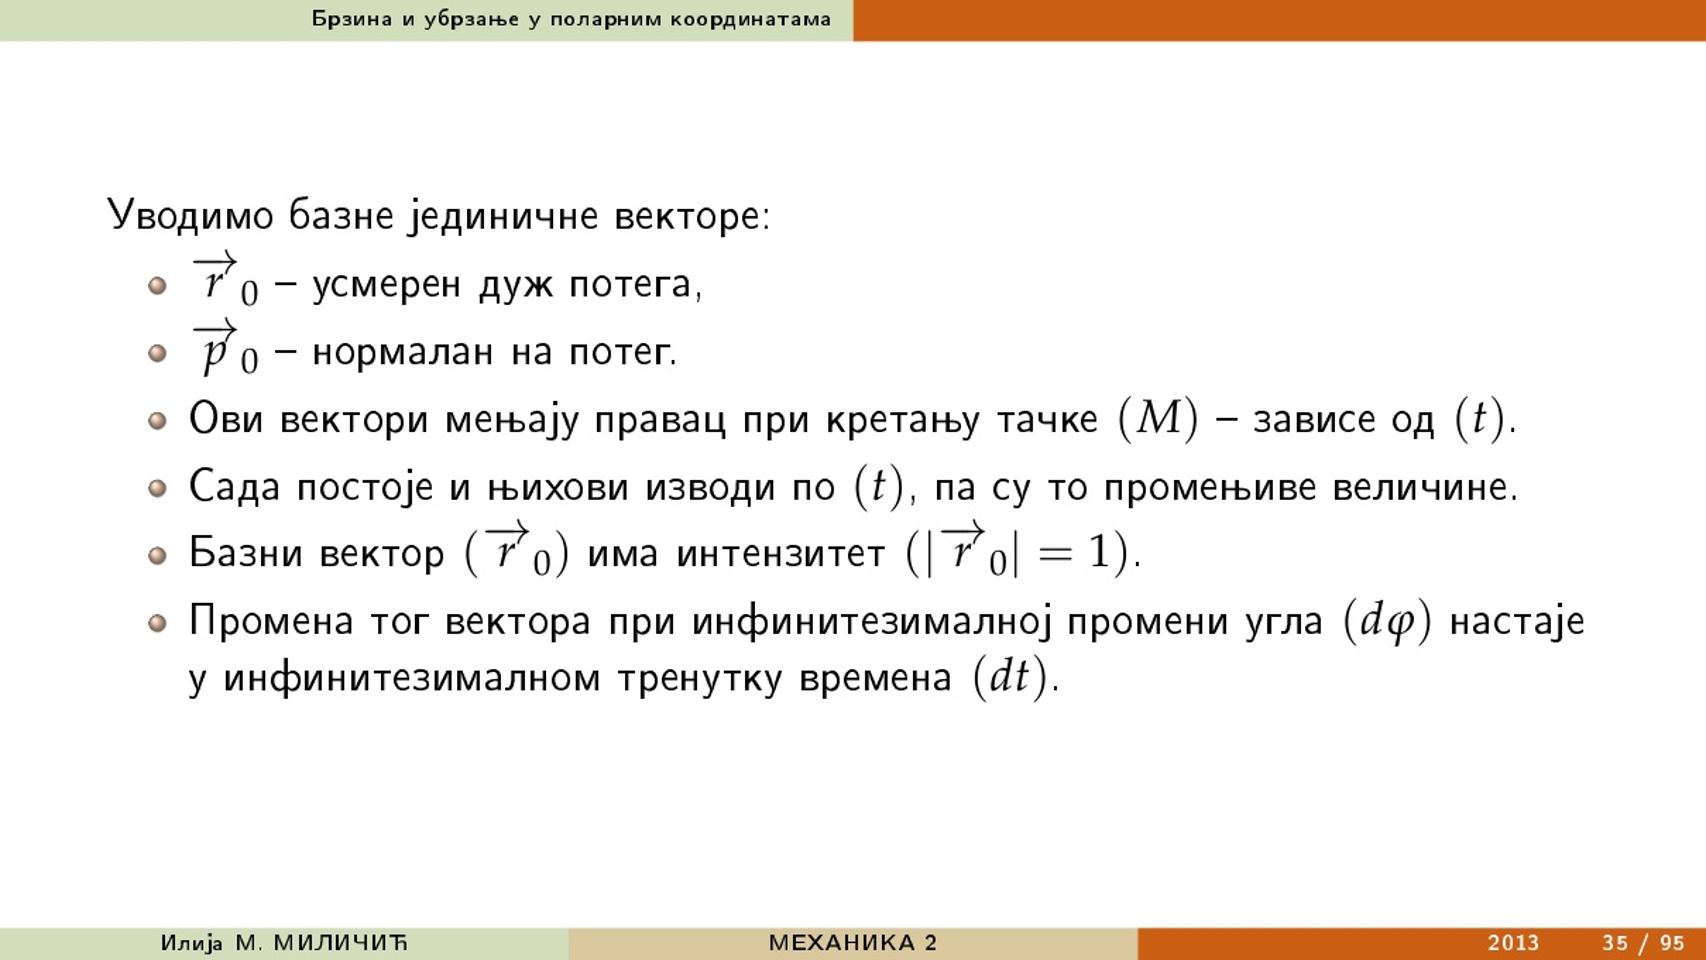 Брзина и убрзање у поларним координатама
Уводимо базне јединичне векторе:
• $\overrightarrow{r}_0$ – усмерен дуж потега,
• $\overrightarrow{p}_0$ – нормалан на потег.
• Ови вектори мењају правац при кретању тачке (M) – зависе од (t).
• Сада постоје и њихови изводи по (t), па су то промењиве величине.
• Базни вектор ($\overrightarrow{r}_0$) има интензитет ($|\overrightarrow{r}_0| = 1$).
• Промена тог вектора при инфинитезималној промени угла (dφ) настаје
у инфинитезималном тренутку времена (dt).
Илија М. МИЛИЧИЋ МЕХАНИКА 2 2013 35 / 95